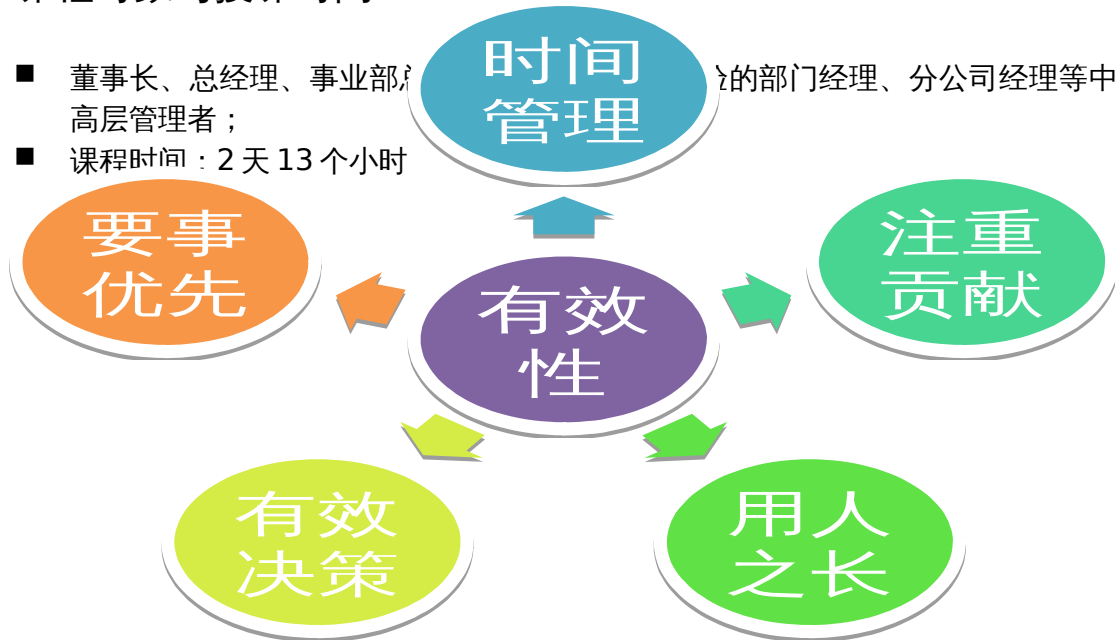 董事长、总经理、事业部
的部门经理、分公司经理等中
高层管理者；
课程时间：2天13个小时
时间
管理
要事
优先
注重
贡献
有效
性
有效
决策
用人
之长